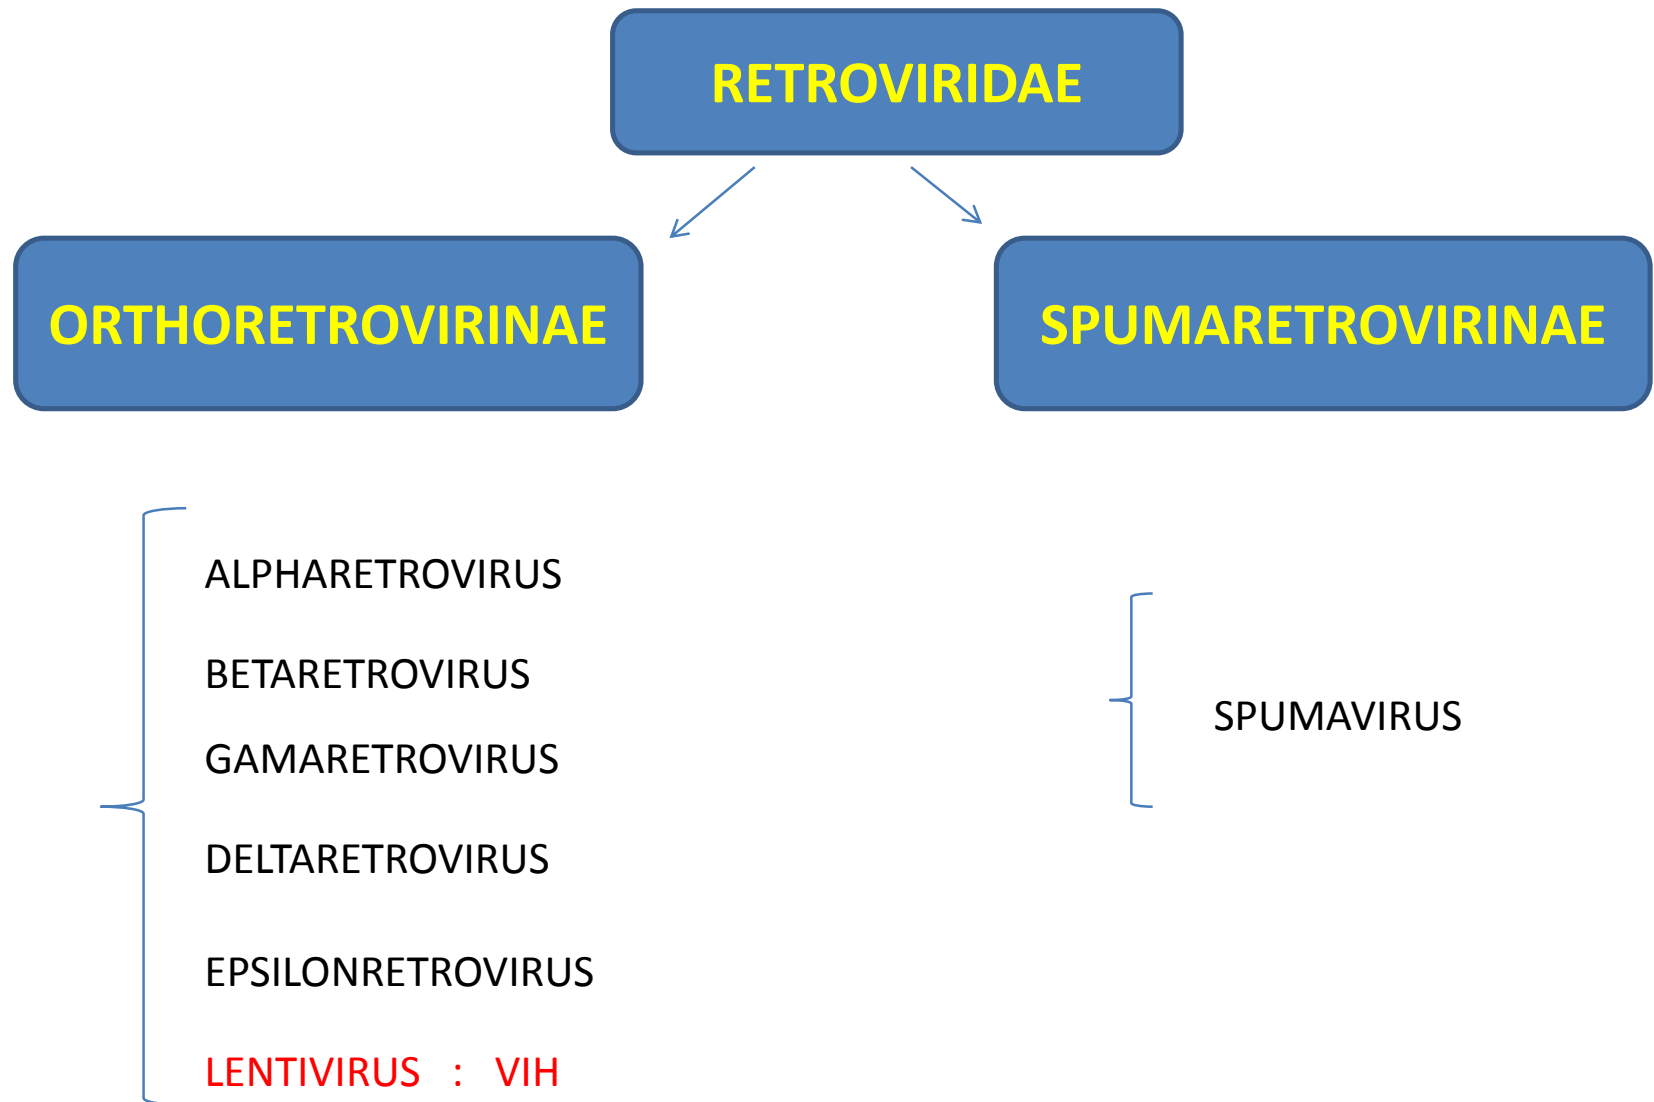 RETROVIRIDAE
ORTHORETROVIRINAE
SPUMARETROVIRINAE
ALPHARETROVIRUS
BETARETROVIRUS
GAMARETROVIRUS
DELTARETROVIRUS
EPSILONRETROVIRUS
LENTIVIRUS : VIH
SPUMAVIRUS